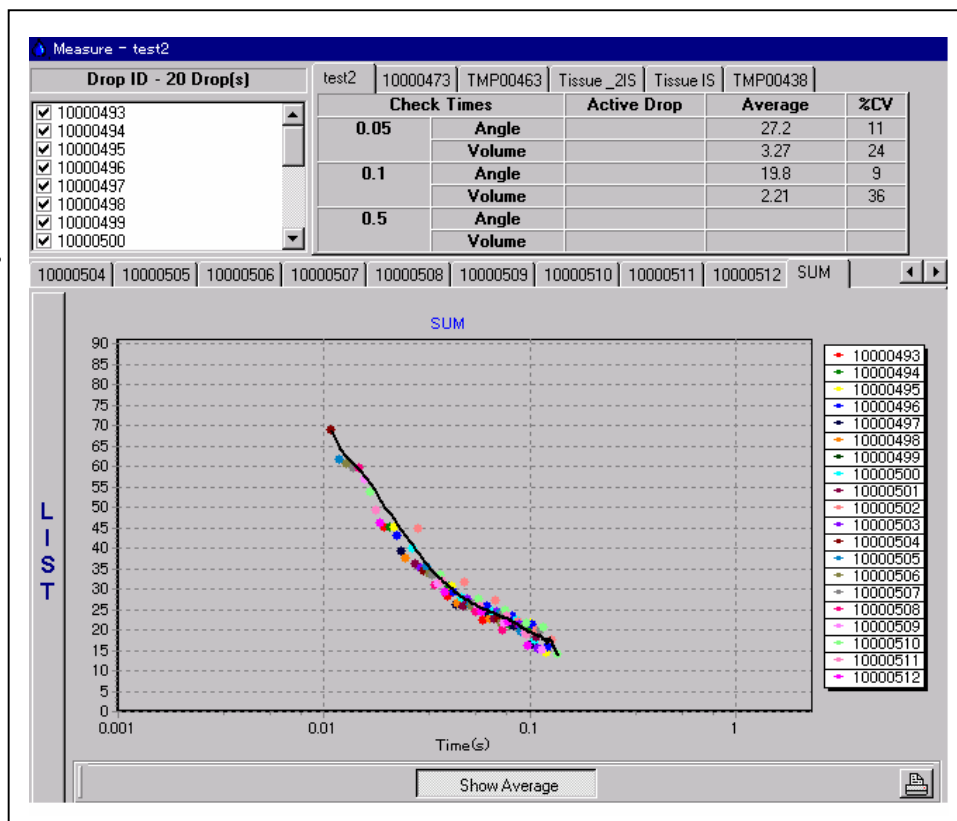 Measure - test2
Drop ID - 20 Drop(s)
10000493
10000494
10000495
10000496
10000497
10000498
10000499
10000500
test2 10000473 TMP00463 Tissue _2IS Tissue IS TMP00438
Check Times Active Drop Average %CV
0.05 Angle 27.2 11
Volume 3.27 24
0.1 Angle 19.8 9
Volume 2.21 36
0.5 Angle
Volume
10000504 10000505 10000506 10000507 10000508 10000509 10000510 10000511 10000512 SUM
LIST
SUM
90
85
80
75
70
65
60
55
50
45
40
35
30
25
20
15
10
5
0
0.001 0.01 0.1 1
Time(s)
10000493
10000494
10000495
10000496
10000497
10000498
10000499
10000500
10000501
10000502
10000503
10000504
10000505
10000506
10000507
10000508
10000509
10000510
10000511
10000512
Show Average